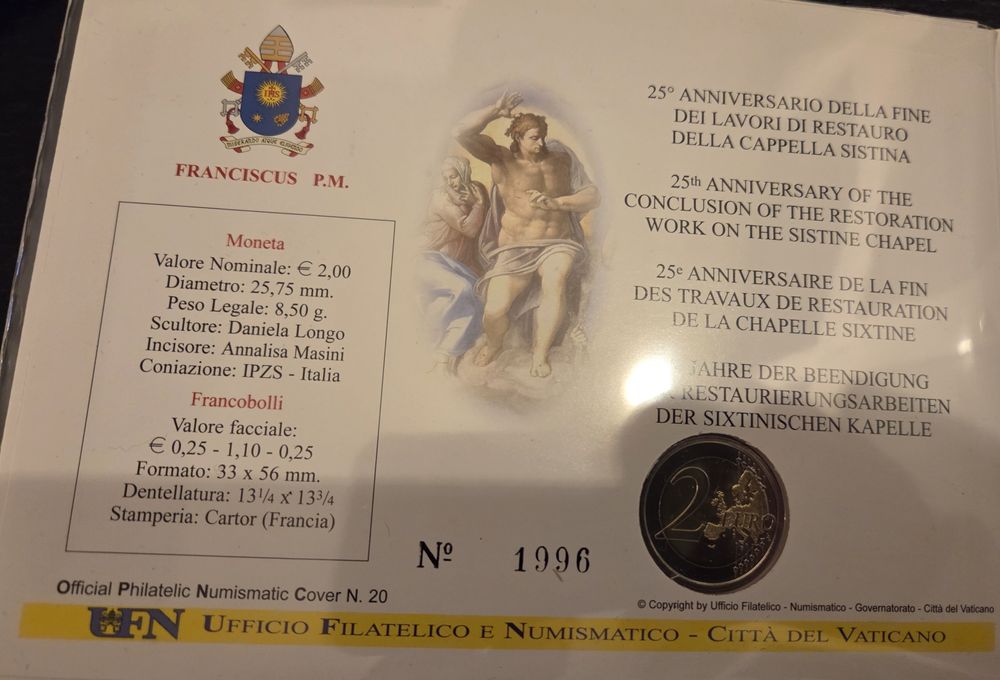 IHS
MISERANDO ATQUE ELIGENDO
FRANCISCUS P.M.
Moneta
Valore Nominale: € 2,00
Diametro: 25,75 mm.
Peso Legale: 8,50 g.
Scultore: Daniela Longo
Incisore: Annalisa Masini
Coniazione: IPZS - Italia
Francobolli
Valore facciale:
€ 0,25 - 1,10 - 0,25
Formato: 33 x 56 mm.
Dentellatura: 13¼ x 13¾
Stamperia: Cartor (Francia)
25° ANNIVERSARIO DELLA FINE
DEI LAVORI DI RESTAURO
DELLA CAPPELLA SISTINA
25th ANNIVERSARY OF THE
CONCLUSION OF THE RESTORATION
WORK ON THE SISTINE CHAPEL
25e ANNIVERSAIRE DE LA FIN
DES TRAVAUX DE RESTAURATION
DE LA CHAPELLE SIXTINE
JAHRE DER BEENDIGUNG
RESTAURIERUNGSARBEITEN
DER SIXTINISCHEN KAPELLE
2 EURO
Nº 1996
Official Philatelic Numismatic Cover N. 20
© Copyright by Ufficio Filatelico - Numismatico - Governatorato - Città del Vaticano
UFN UFFICIO FILATELICO E NUMISMATICO - CITTÀ DEL VATICANO